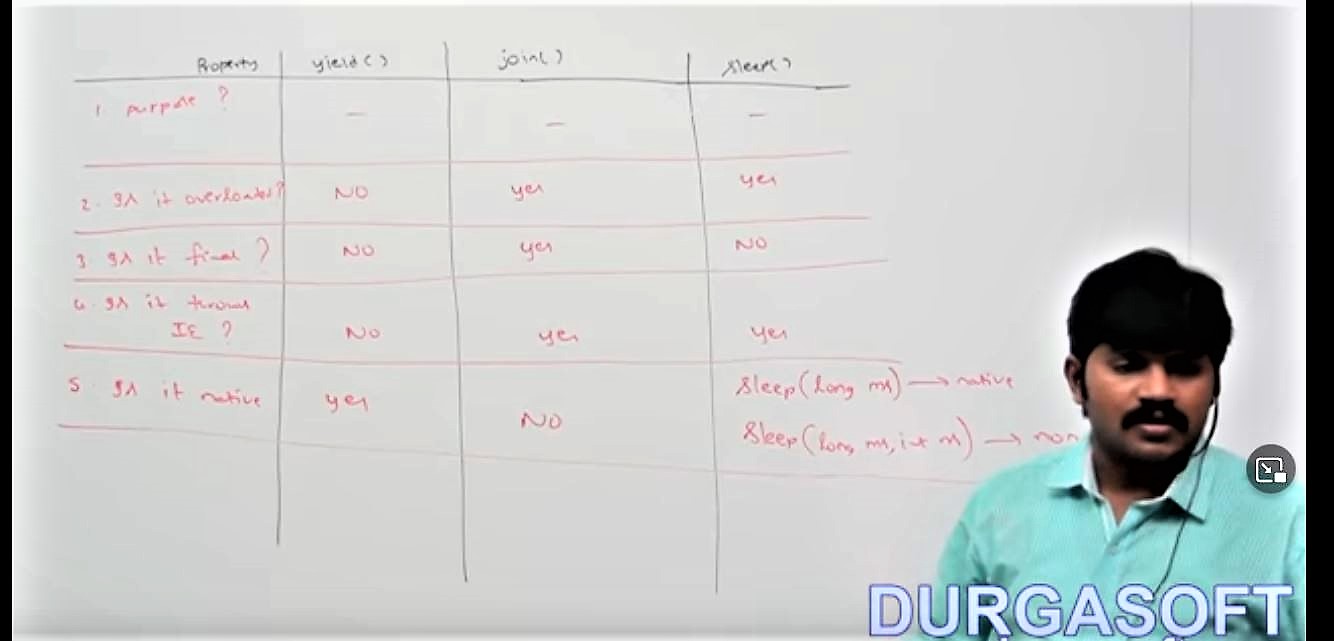 Property yield() join() sleep()
1. purpose ? — — —
2. Is it overloaded? NO yes yes
3 Is it final ? NO yes NO
4. Is it throws
IE ? NO yes yes
5. Is it native yes NO sleep(long ms) → native
sleep(long ms, int ns) → non
DURGASOFT